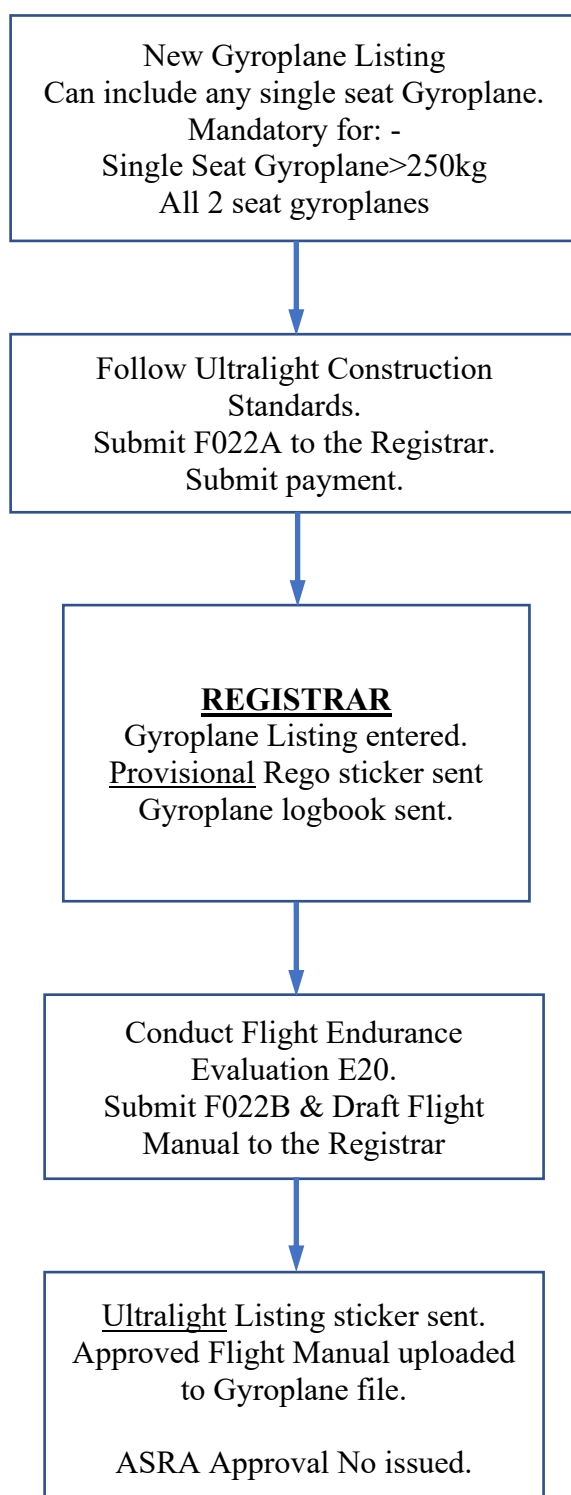 New Gyroplane Listing
Can include any single seat Gyroplane.
Mandatory for: -
Single Seat Gyroplane>250kg
All 2 seat gyroplanes
Follow Ultralight Construction
Standards.
Submit F022A to the Registrar.
Submit payment.
REGISTRAR
Gyroplane Listing entered.
Provisional Rego sticker sent
Gyroplane logbook sent.
Conduct Flight Endurance
Evaluation E20.
Submit F022B & Draft Flight
Manual to the Registrar
Ultralight Listing sticker sent.
Approved Flight Manual uploaded
to Gyroplane file.
ASRA Approval No issued.